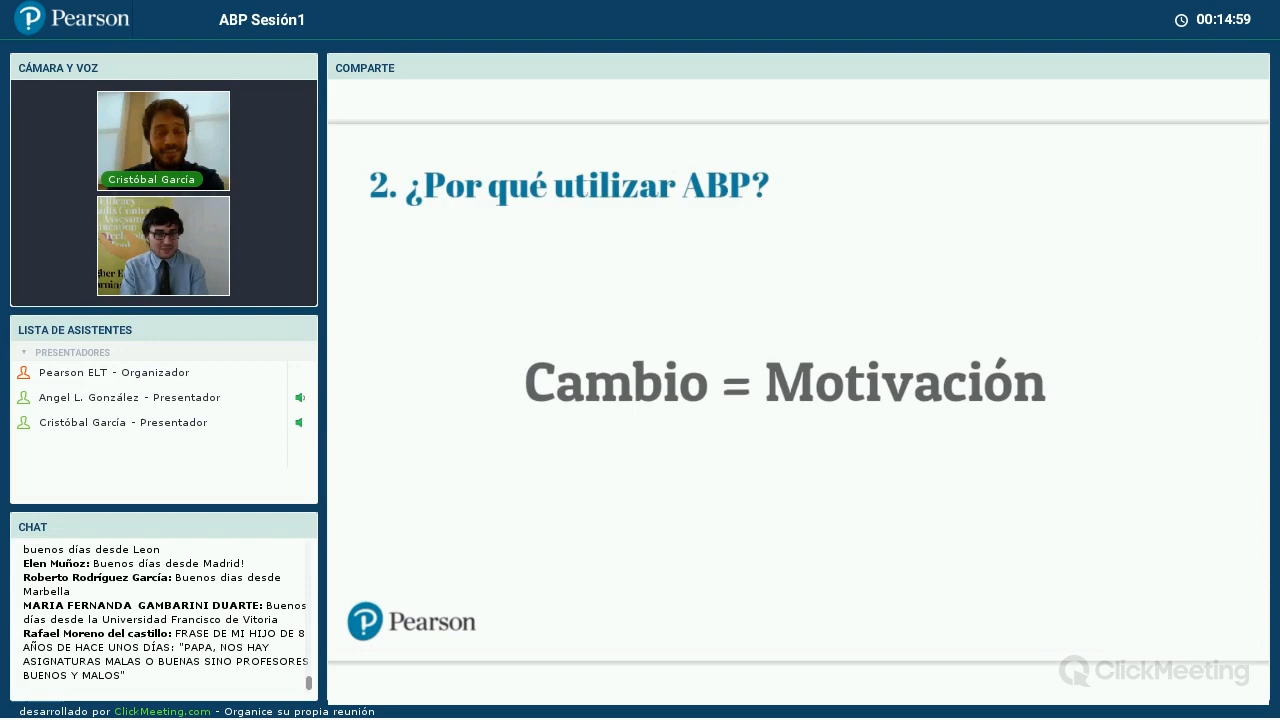 Pearson
ABP Sesión1
00:14:59
CÁMARA Y VOZ
Cristóbal García
LISTA DE ASISTENTES
PRESENTADORES
Pearson ELT - Organizador
Angel L. González - Presentador
Cristóbal García - Presentador
CHAT
buenos días desde Leon
Elen Muñoz: Buenos días desde Madrid!
Roberto Rodríguez García: Buenos dias desde
Marbella
MARIA FERNANDA GAMBARINI DUARTE: Buenos
días desde la Universidad Francisco de Vitoria
Rafael Moreno del castillo: FRASE DE MI HIJO DE 8
AÑOS DE HACE UNOS DÍAS: "PAPA, NOS HAY
ASIGNATURAS MALAS O BUENAS SINO PROFESORES
BUENOS Y MALOS"
COMPARTE
2. ¿Por qué utilizar ABP?
Cambio = Motivación
Pearson
ClickMeeting
desarrollado por ClickMeeting.com - Organice su propia reunión